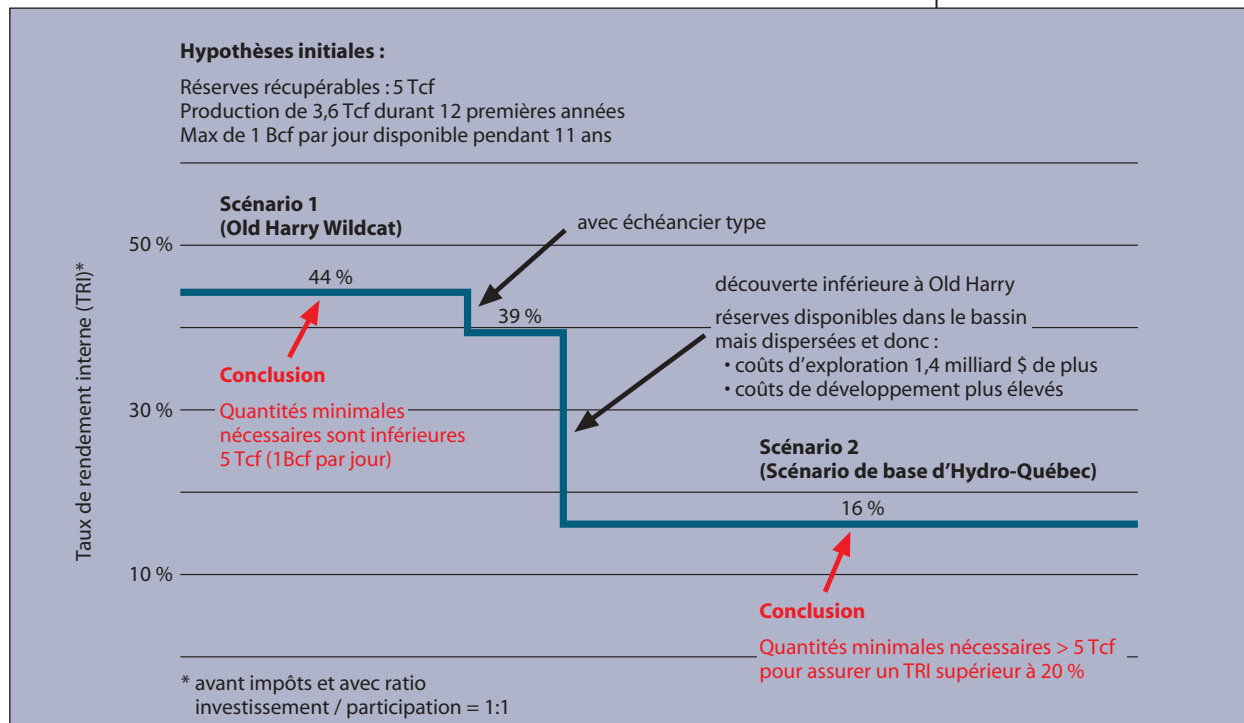 Hypothèses initiales :
Réserves récupérables : 5 Tcf
Production de 3,6 Tcf durant 12 premières années
Max de 1 Bcf par jour disponible pendant 11 ans
Scénario 1
(Old Harry Wildcat)
avec échéancier type
50 %
44 %
39 %
découverte inférieure à Old Harry
réserves disponibles dans le bassin
mais dispersées et donc :
• coûts d'exploration 1,4 milliard $ de plus
• coûts de développement plus élevés
Conclusion
Quantités minimales
nécessaires sont inférieures
5 Tcf (1Bcf par jour)
30 %
Taux de rendement interne (TRI)*
Scénario 2
(Scénario de base d'Hydro-Québec)
16 %
10 %
Conclusion
Quantités minimales nécessaires > 5 Tcf
pour assurer un TRI supérieur à 20 %
* avant impôts et avec ratio
investissement / participation = 1:1